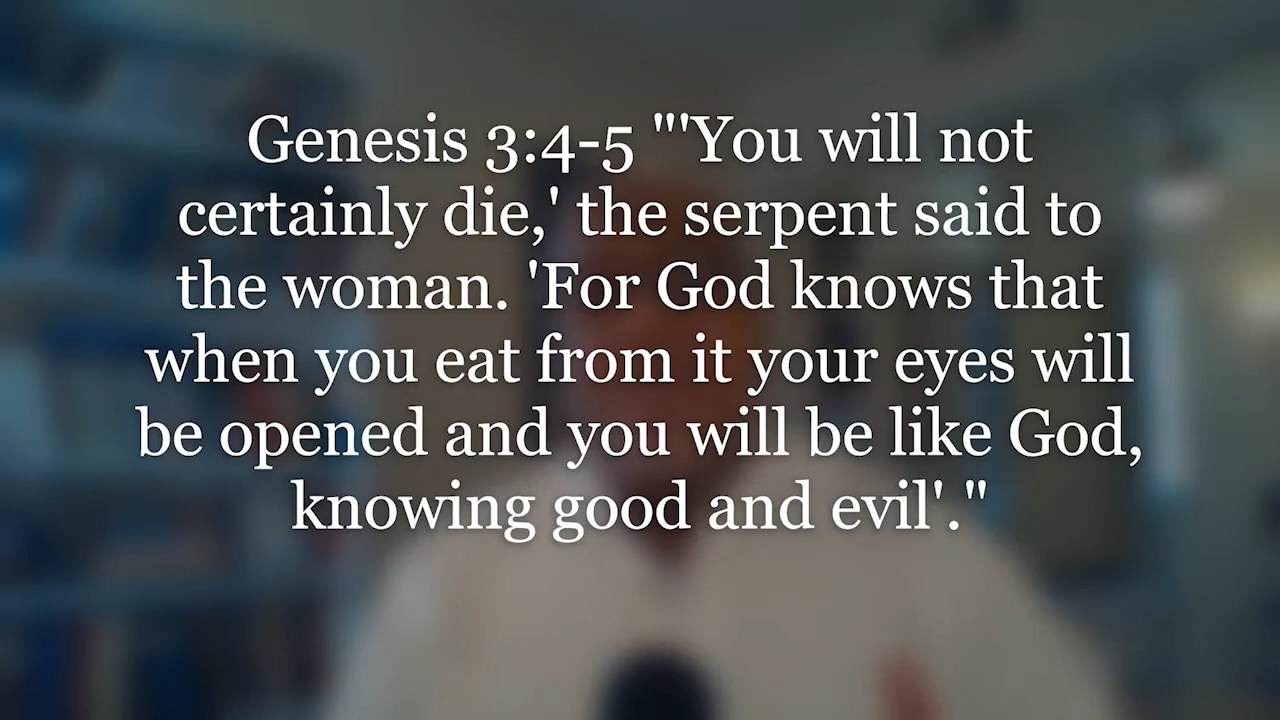 Genesis 3:4-5 "'You will not
certainly die,' the serpent said to
the woman. 'For God knows that
when you eat from it your eyes will
be opened and you will be like God,
knowing good and evil'."